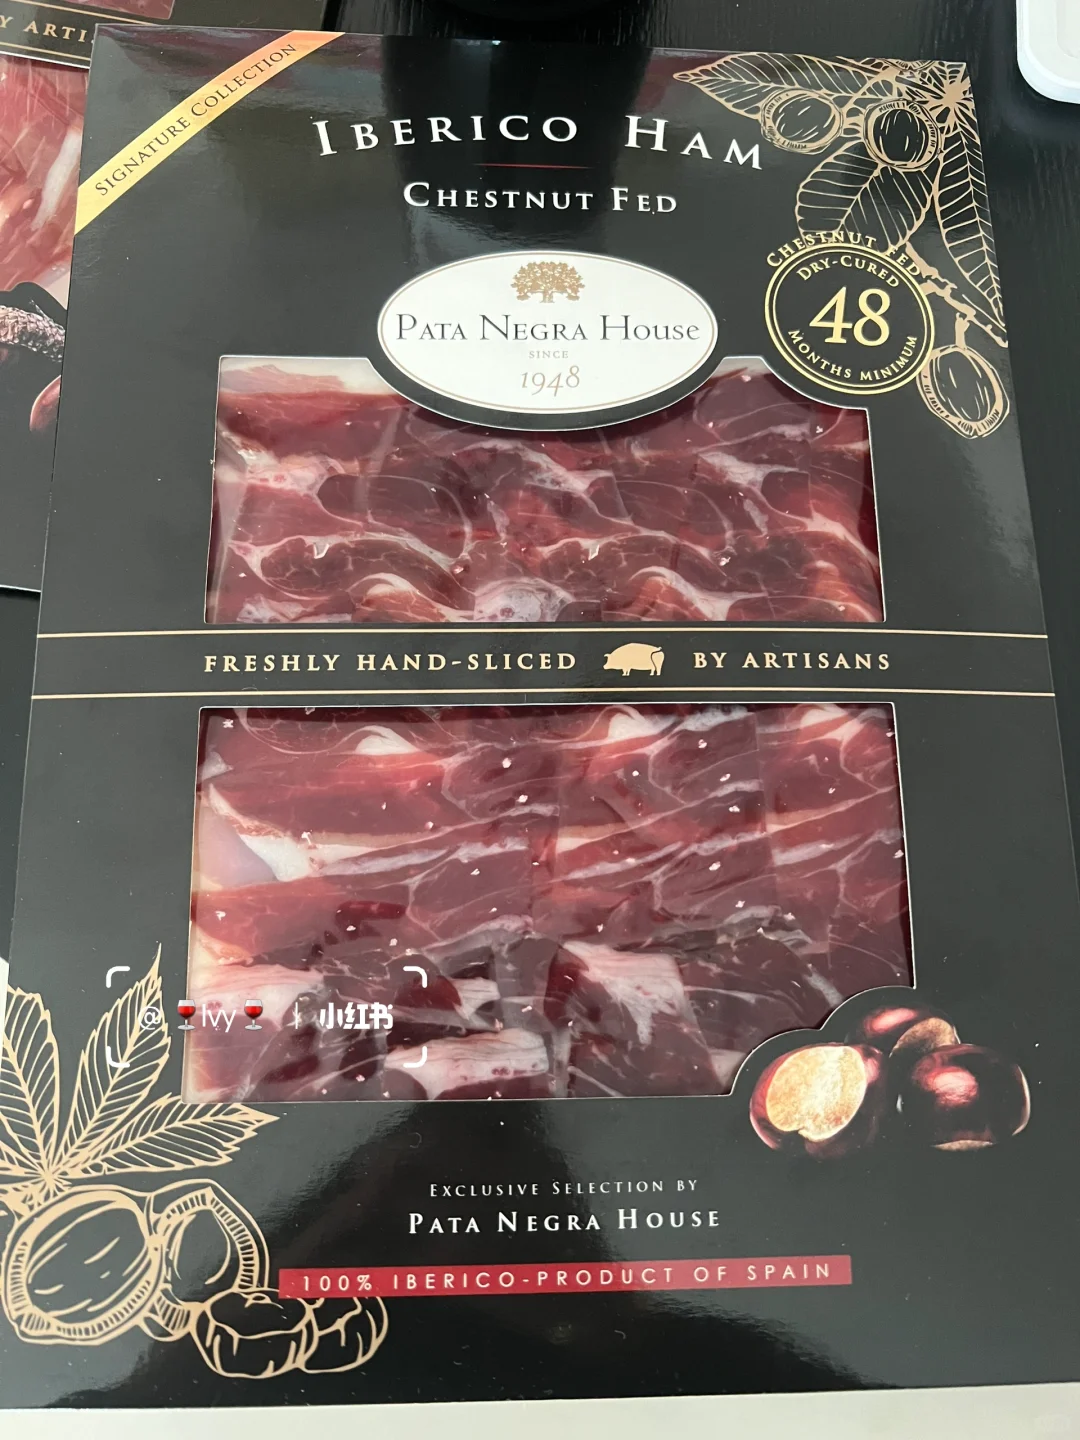 Y ARTI
SIGNATURE COLLECTION
IBERICO HAM
CHESTNUT FED
CHESTNUT FED
DRY-CURED
48
MONTHS MINIMUM
PATA NEGRA HOUSE
SINCE
1948
FRESHLY HAND-SLICED BY ARTISANS
@🍷Ivy🍷 | 小红书
EXCLUSIVE SELECTION BY
PATA NEGRA HOUSE
100% IBERICO-PRODUCT OF SPAIN